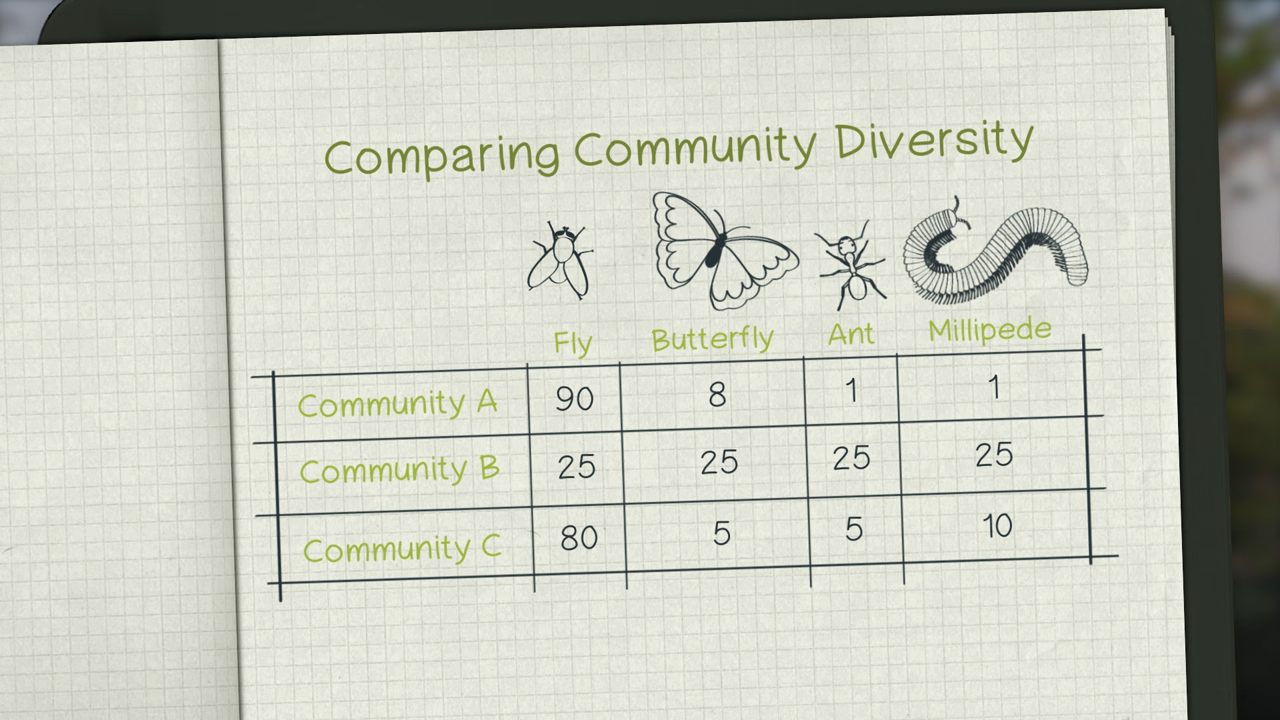 Comparing Community Diversity
Fly Butterfly Ant Millipede
Community A 90 8 1 1
Community B 25 25 25 25
Community C 80 5 5 10